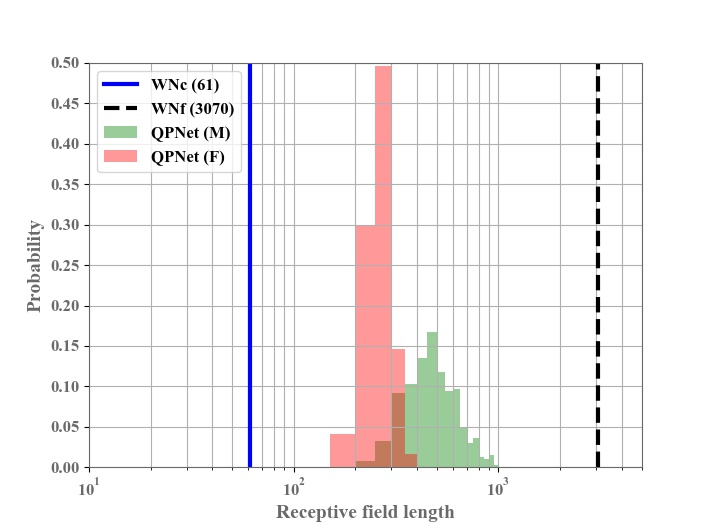 0.50
0.45
0.40
0.35
0.30
0.25
0.20
0.15
0.10
0.05
0.00
Probability
WNc (61)
WNf (3070)
QPNet (M)
QPNet (F)
10¹ 10² 10³
Receptive field length